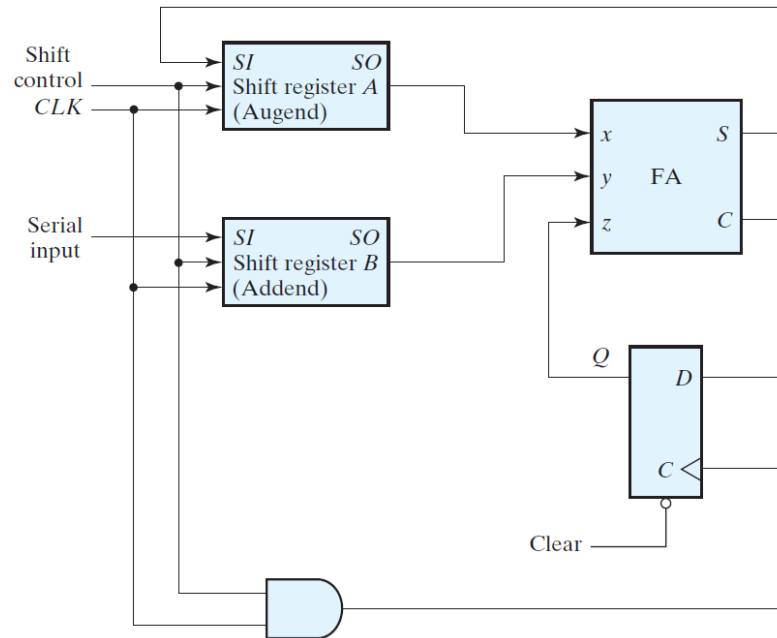 Shift
control
CLK
SI SO
Shift register A
(Augend)
Serial
input
SI SO
Shift register B
(Addend)
x S
y FA
z C
Q
D
C
Clear